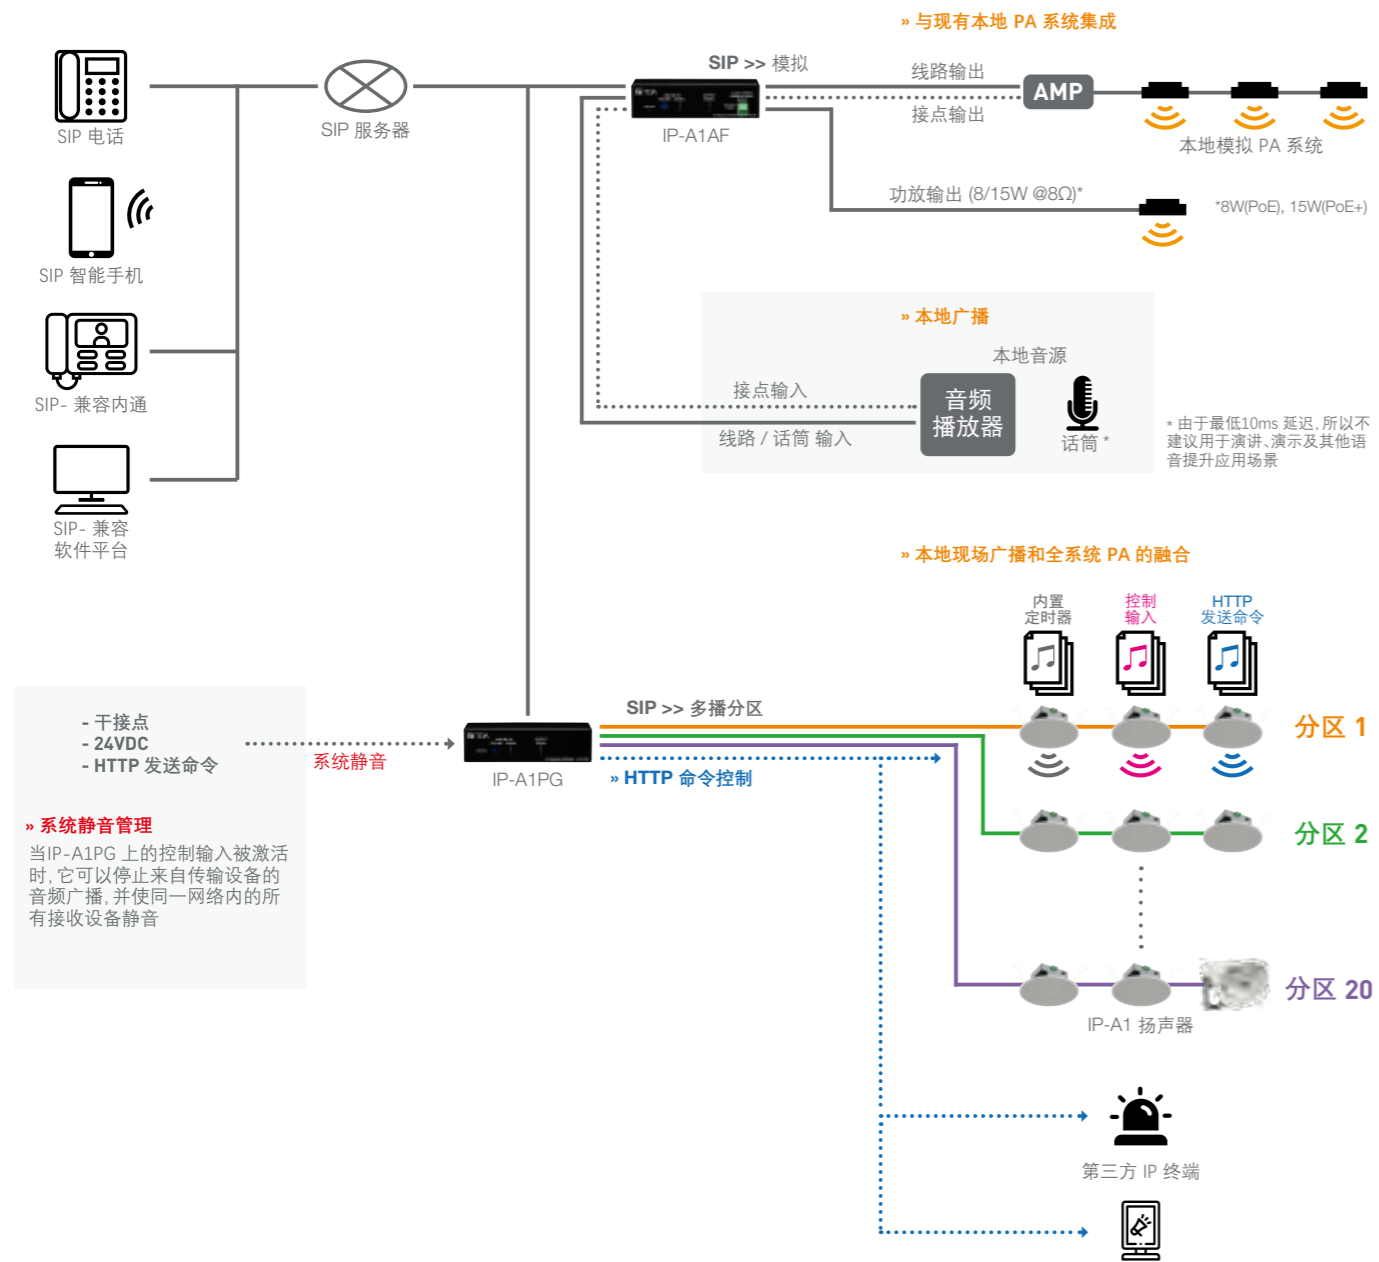 » 与现有本地 PA 系统集成
SIP >> 模拟
线路输出
AMP
接点输出
SIP 电话
SIP 服务器
IP-A1AF
本地模拟 PA 系统
功放输出 (8/15W @8Ω)*
*8W(PoE), 15W(PoE+)
SIP 智能手机
» 本地广播
本地音源
接点输入
音频
播放器
线路 / 话筒 输入
话筒 *
* 由于最低10ms 延迟, 所以不
建议用于演讲、演示及其他语
音提升应用场景
SIP- 兼容内通
SIP- 兼容
软件平台
» 本地现场广播和全系统 PA 的融合
内置
定时器
控制
输入
HTTP
发送命令
- 干接点
- 24VDC
- HTTP 发送命令
系统静音
SIP >> 多播分区
分区 1
IP-A1PG
» HTTP 命令控制
» 系统静音管理
当IP-A1PG 上的控制输入被激活
时, 它可以停止来自传输设备的
音频广播, 并使同一网络内的所
有接收设备静音
分区 2
分区 20
IP-A1 扬声器
第三方 IP 终端